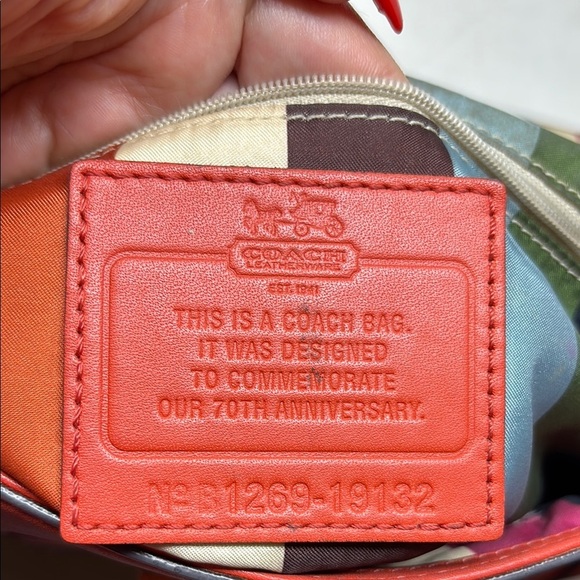 COACH
LEATHERWARE
EST. 1941
THIS IS A COACH BAG.
IT WAS DESIGNED
TO COMMEMORATE
OUR 70TH ANNIVERSARY.
Nº B1269-19132